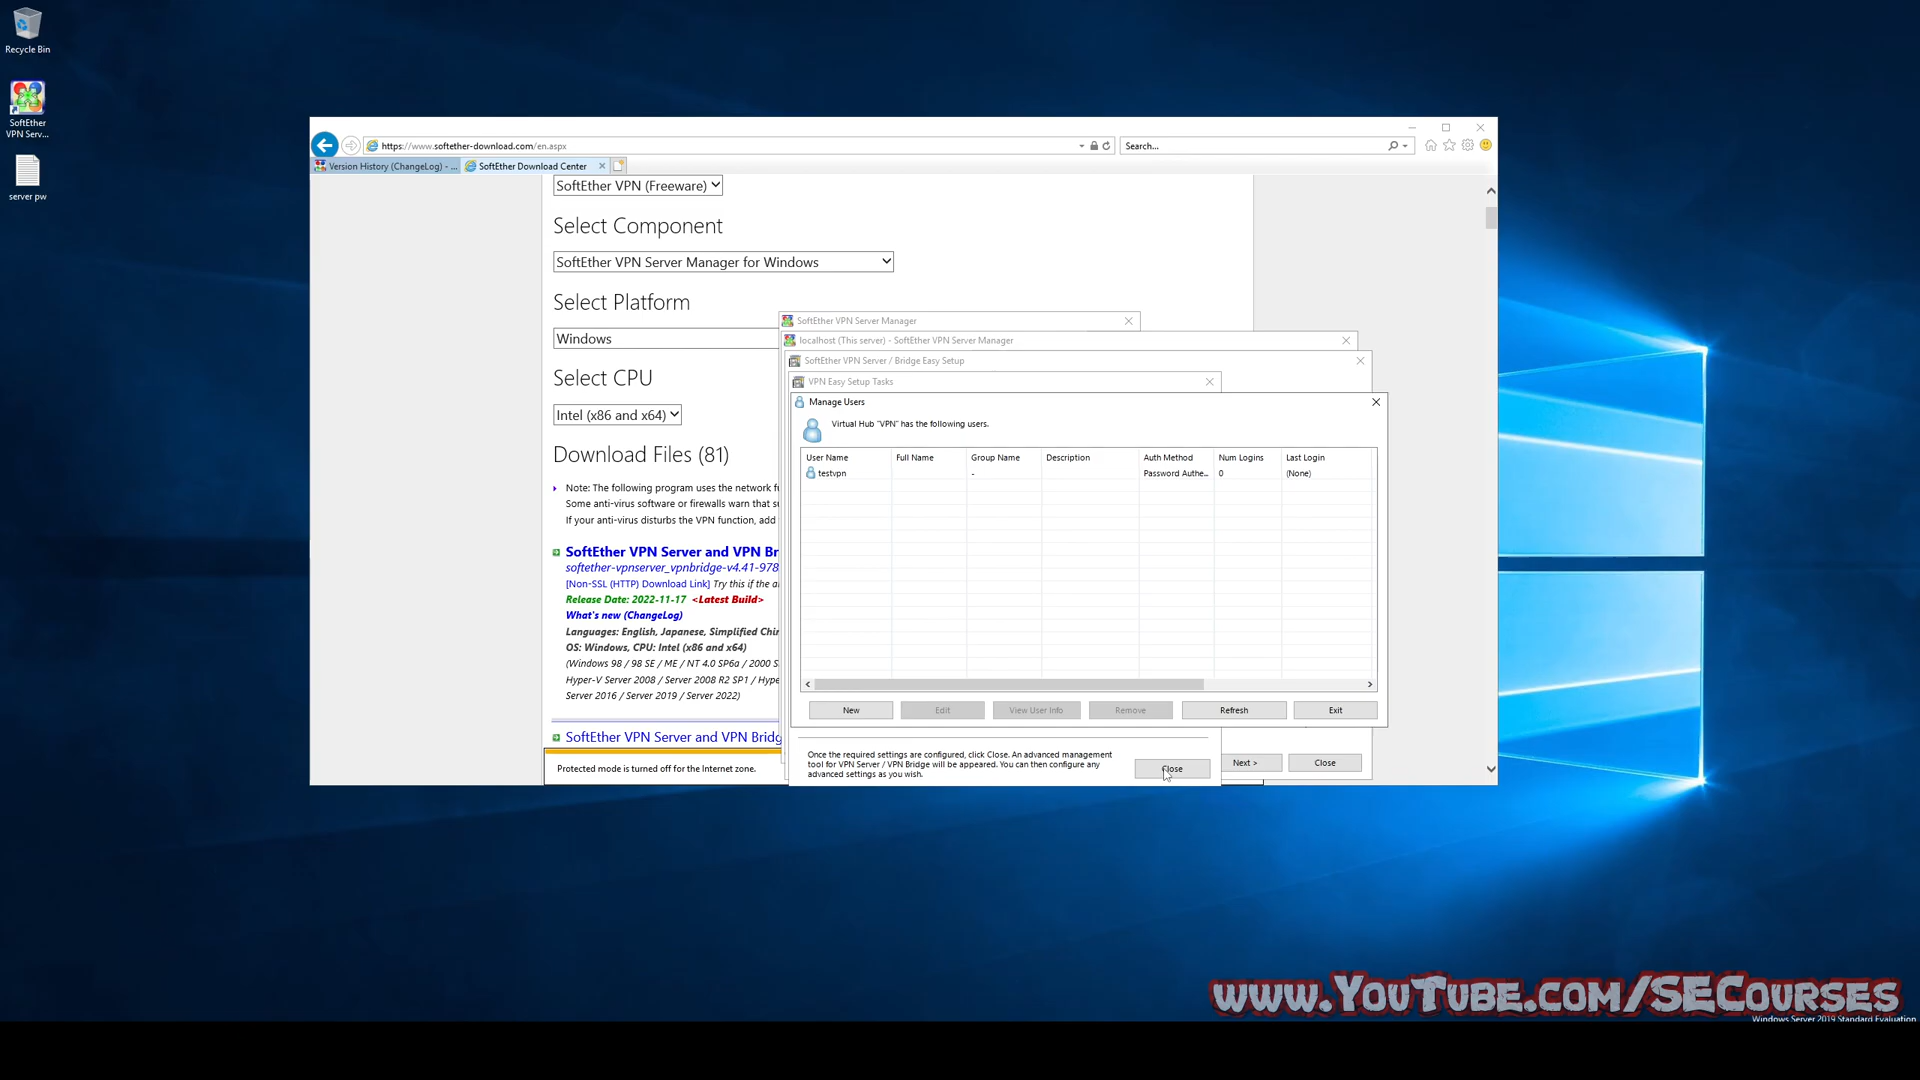 Recycle Bin
SoftEther
VPN Serv...
server pw
https://www.softether-download.com/en.aspx
Search...
Version History (ChangeLog) - ...
SoftEther Download Center
SoftEther VPN (Freeware)
Select Component
SoftEther VPN Server Manager for Windows
Select Platform
Windows
Select CPU
Intel (x86 and x64)
Download Files (81)
Note: The following program uses the network fu
Some anti-virus software or firewalls warn that su
If your anti-virus disturbs the VPN function, add
SoftEther VPN Server and VPN Br
softether-vpnserver_vpnbridge-v4.41-978
[Non-SSL (HTTP) Download Link] Try this if the a
Release Date: 2022-11-17 <Latest Build>
What's new (ChangeLog)
Languages: English, Japanese, Simplified Chin
OS: Windows, CPU: Intel (x86 and x64)
(Windows 98 / 98 SE / ME / NT 4.0 SP6a / 2000 S
Hyper-V Server 2008 / Server 2008 R2 SP1 / Hype
Server 2016 / Server 2019 / Server 2022)
SoftEther VPN Server and VPN Bridg
Protected mode is turned off for the Internet zone.
SoftEther VPN Server Manager
localhost (This server) - SoftEther VPN Server Manager
SoftEther VPN Server / Bridge Easy Setup
VPN Easy Setup Tasks
Manage Users
Virtual Hub "VPN" has the following users.
User Name Full Name Group Name Description Auth Method Num Logins Last Login
testvpn - Password Authe... 0 (None)
New Edit View User Info Remove Refresh Exit
Once the required settings are configured, click Close. An advanced management
tool for VPN Server / VPN Bridge will be appeared. You can then configure any
advanced settings as you wish.
Close
Next > Close
www.YouTube.com/SECourses
Windows Server 2019 Standard Evaluation